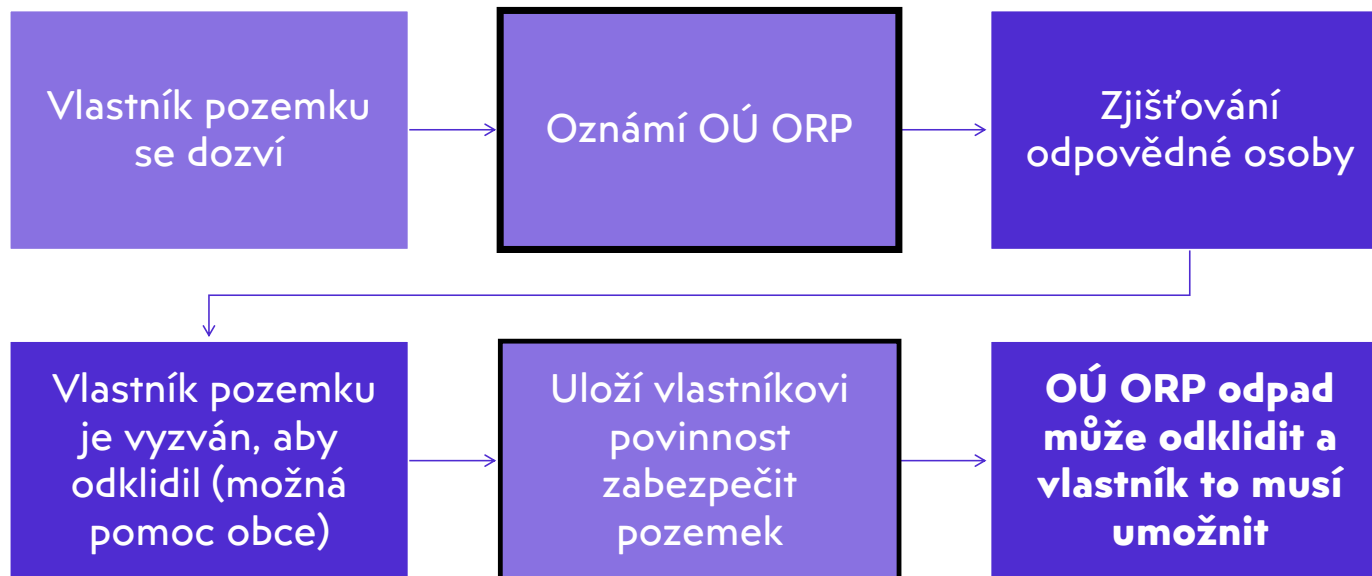 Vlastník pozemku
se dozví
Oznámí OÚ ORP
Zjišťování
odpovědné osoby
Vlastník pozemku
je vyzván, aby
odklidil (možná
pomoc obce)
Uloží vlastníkovi
povinnost
zabezpečit
pozemek
OÚ ORP odpad
může odklidit a
vlastník to musí
umožnit